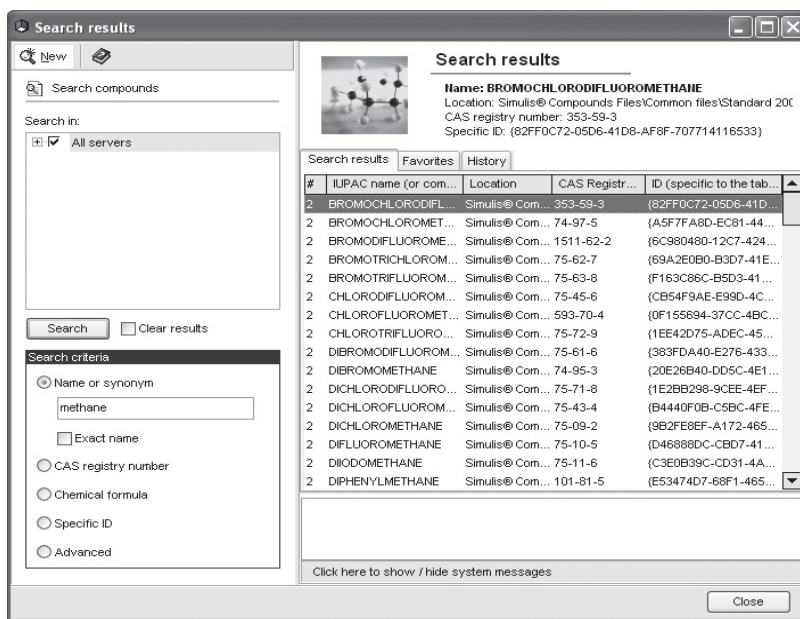 Search results
New
Search compounds
Search in:
All servers
Search
Clear results
Search criteria
Name or synonym
methane
Exact name
CAS registry number
Chemical formula
Specific ID
Advanced
Search results
Name: BROMOCHLORODIFLUOROMETHANE
Location: Simulis® Compounds Files\Common files\Standard 200
CAS registry number: 353-59-3
Specific ID: {82FF0C72-05D6-41D8-AF8F-707714116533}
Search results Favorites History
# IUPAC name (or com... Location CAS Registr... ID (specific to the tab...
2 BROMOCHLORODIFL... Simulis® Com... 353-59-3 {82FF0C72-05D6-41D...
2 BROMOCHLOROMET... Simulis® Com... 74-97-5 {A5F7FA8D-EC81-44...
2 BROMODIFLUOROME... Simulis® Com... 1511-62-2 {6C980480-12C7-424...
2 BROMOTRICHLOROM... Simulis® Com... 75-62-7 {69A2E0B0-B3D7-41E...
2 BROMOTRIFLUOROM... Simulis® Com... 75-63-8 {F163C86C-B5D3-41...
2 CHLORODIFLUOROM... Simulis® Com... 75-45-6 {CB54F9AE-E99D-4C...
2 CHLOROFLUOROMET... Simulis® Com... 593-70-4 {0F155694-37CC-4BC...
2 CHLOROTRIFLUORO... Simulis® Com... 75-72-9 {1EE42D75-ADEC-45...
2 DIBROMODIFLUOROM... Simulis® Com... 75-61-6 {383FDA40-E276-433...
2 DIBROMOMETHANE Simulis® Com... 74-95-3 {20E26B40-DD5C-4E1...
2 DICHLORODIFLUORO... Simulis® Com... 75-71-8 {1E2BB298-9CEE-4EF...
2 DICHLOROFLUOROM... Simulis® Com... 75-43-4 {B4440F0B-C5BC-4FE...
2 DICHLOROMETHANE Simulis® Com... 75-09-2 {9B2FE8EF-A172-465...
2 DIFLUOROMETHANE Simulis® Com... 75-10-5 {D46888DC-CBD7-41...
2 DIIODOMETHANE Simulis® Com... 75-11-6 {C3E0B39C-CD31-4A...
2 DIPHENYLMETHANE Simulis® Com... 101-81-5 {E53474D7-68F1-465...
Click here to show / hide system messages
Close